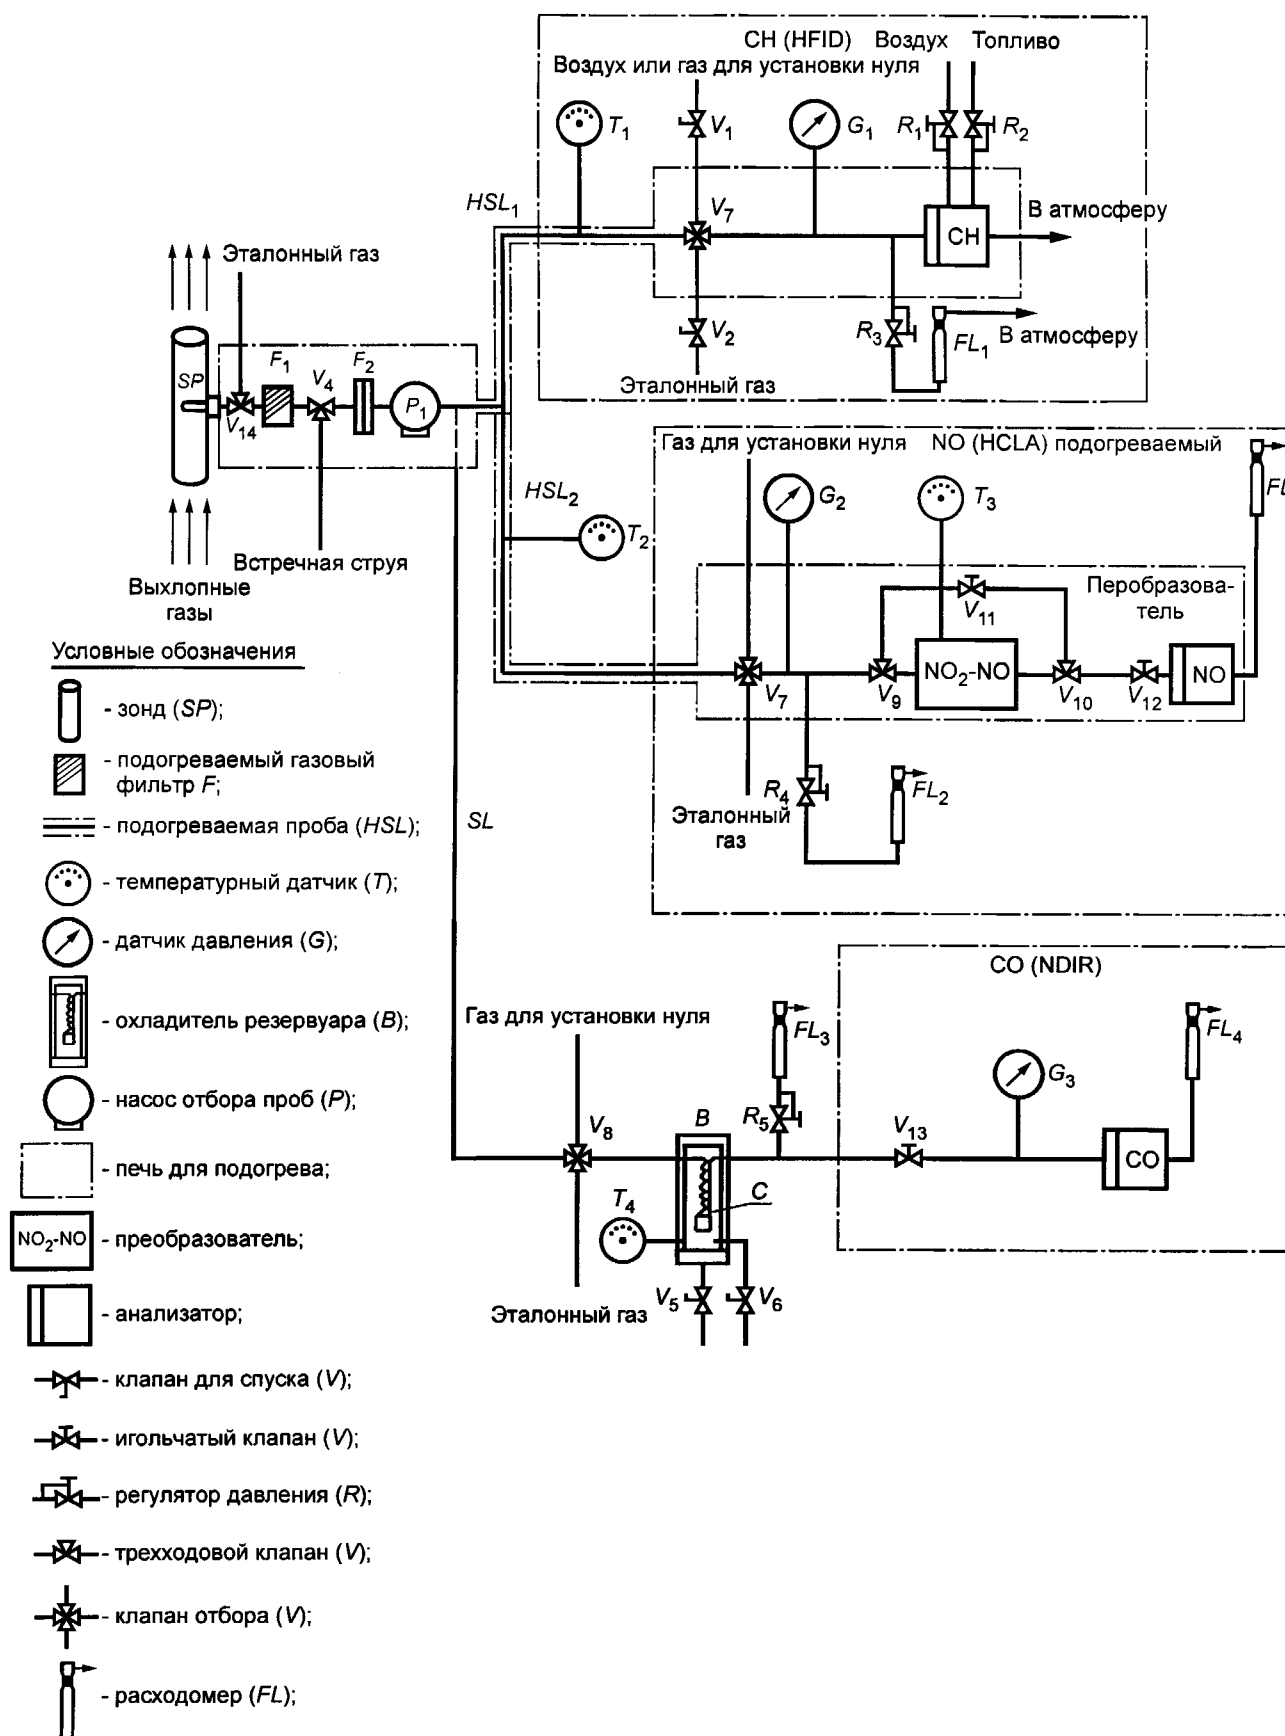 CH (HFID) Воздух Топливо
Воздух или газ для установки нуля
T1
V1
G1
R1
R2
HSL1
V7
CH
В атмосферу
Эталонный газ
V2
R3
FL1
В атмосферу
Эталонный газ
SP
F1
V4
F2
P1
V14
Встречная струя
Выхлопные
газы
HSL2
T2
Газ для установки нуля NO (HCLA) подогреваемый
G2
T3
FL
Перобразова-
тель
V11
NO2-NO
NO
V7
V9
V10
V12
R4
FL2
Эталонный
газ
SL
CO (NDIR)
Газ для установки нуля
FL3
FL4
G3
V8
B
R5
V13
CO
T4
C
V5
V6
Эталонный газ
Условные обозначения
- зонд (SP);
- подогреваемый газовый
фильтр F;
- подогреваемая проба (HSL);
- температурный датчик (T);
- датчик давления (G);
- охладитель резервуара (B);
- насос отбора проб (P);
- печь для подогрева;
NO2-NO - преобразователь;
- анализатор;
- клапан для спуска (V);
- игольчатый клапан (V);
- регулятор давления (R);
- трехходовой клапан (V);
- клапан отбора (V);
- расходомер (FL);